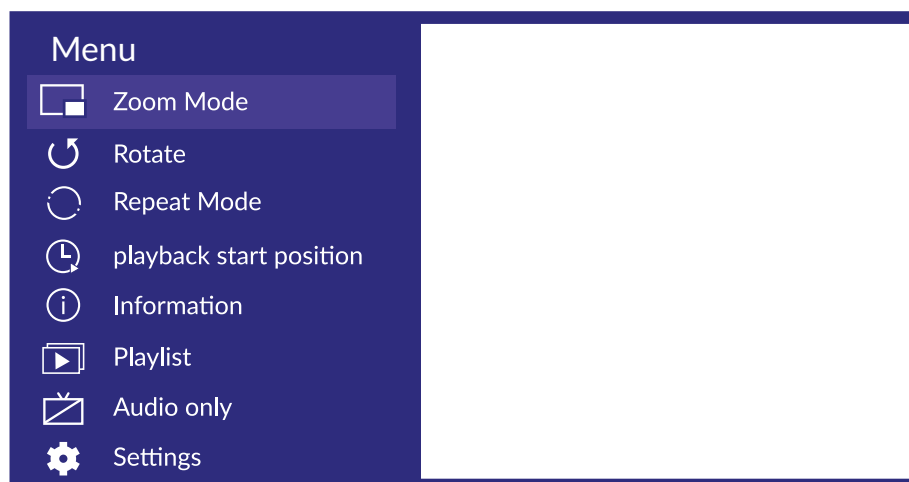 Menu
Zoom Mode
Rotate
Repeat Mode
playback start position
Information
Playlist
Audio only
Settings